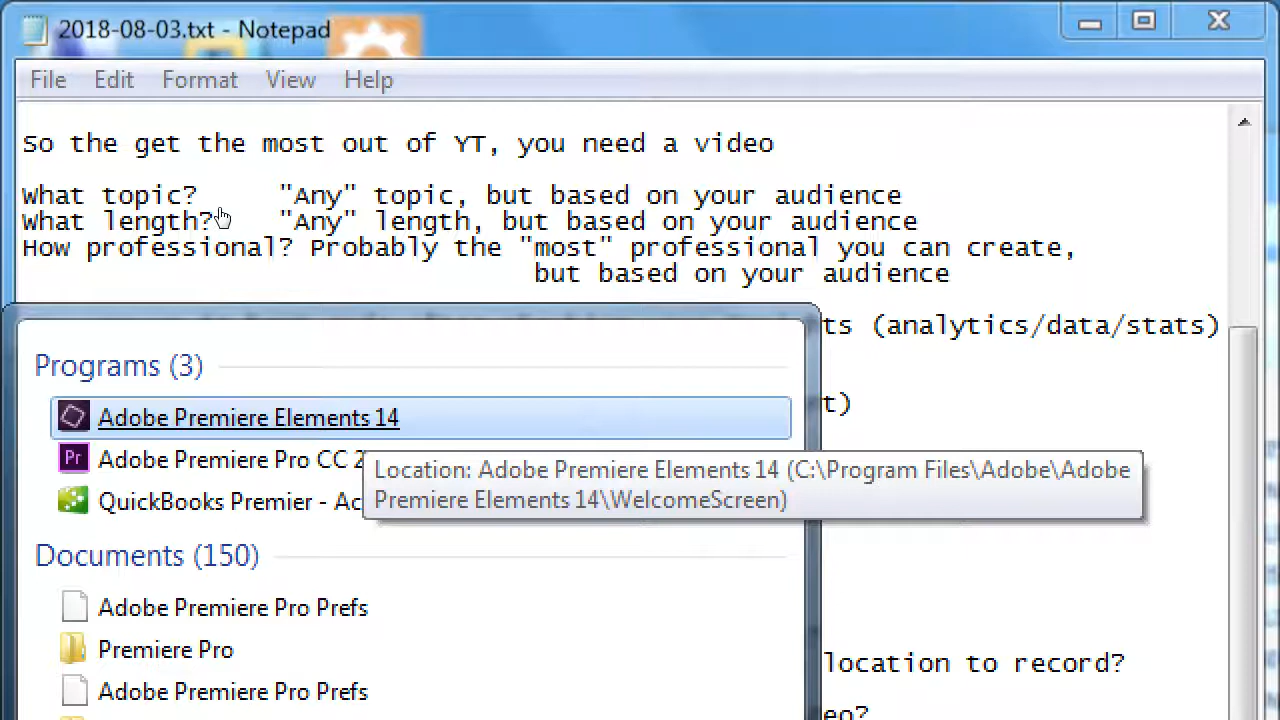 2018-08-03.txt - Notepad
File Edit Format View Help
So the get the most out of YT, you need a video
What topic? "Any" topic, but based on your audience
What length? "Any" length, but based on your audience
How professional? Probably the "most" professional you can create,
but based on your audience
ts (analytics/data/stats)
Programs (3)
t)
Adobe Premiere Elements 14
Adobe Premiere Pro CC 2
Location: Adobe Premiere Elements 14 (C:\Program Files\Adobe\Adobe
Premiere Elements 14\WelcomeScreen)
QuickBooks Premier - Ac
Documents (150)
Adobe Premiere Pro Prefs
Premiere Pro
location to record?
Adobe Premiere Pro Prefs
eo?